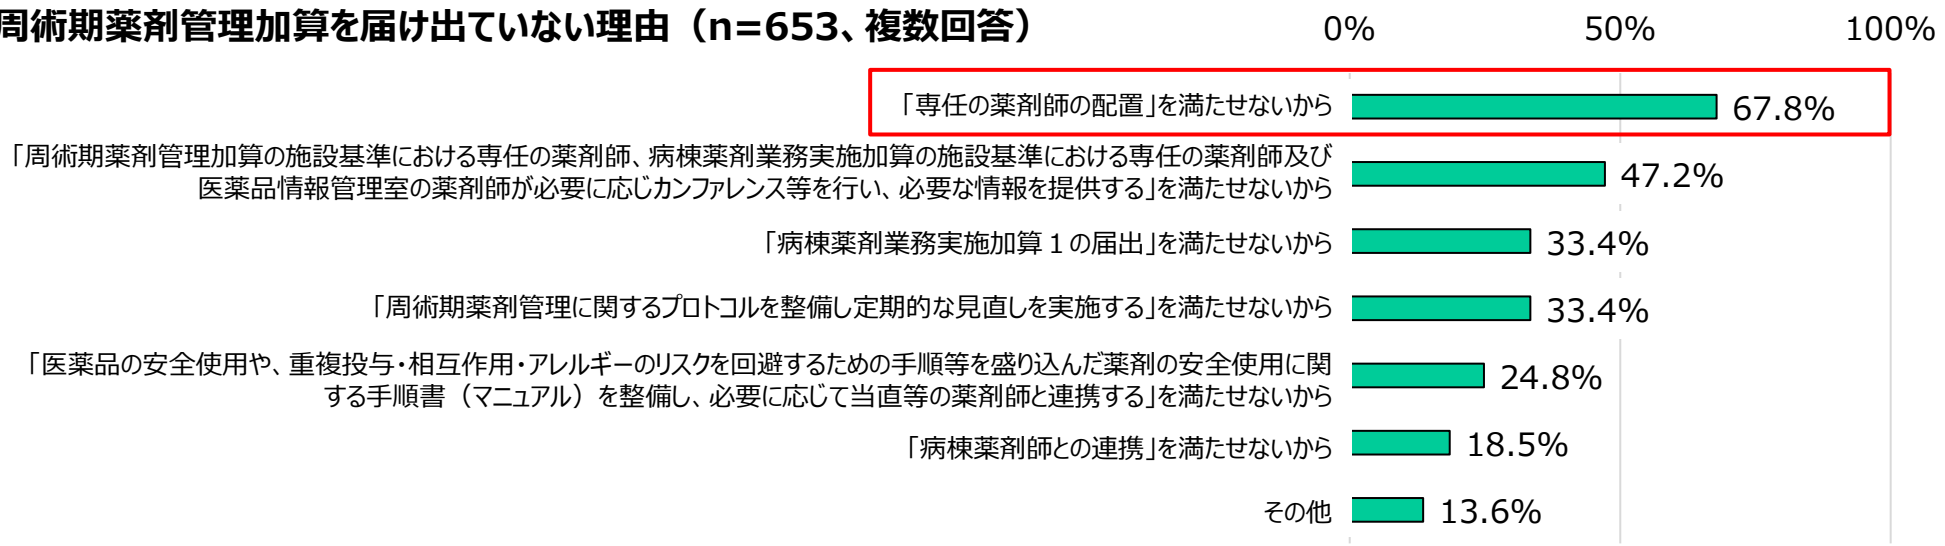 周術期薬剤管理加算を届け出ていない理由（n=653、複数回答）
0% 50% 100%
「専任の薬剤師の配置」を満たせないから 67.8%
「周術期薬剤管理加算の施設基準における専任の薬剤師、病棟薬剤業務実施加算の施設基準における専任の薬剤師及び
医薬品情報管理室の薬剤師が必要に応じカンファレンス等を行い、必要な情報を提供する」を満たせないから 47.2%
「病棟薬剤業務実施加算１の届出」を満たせないから 33.4%
「周術期薬剤管理に関するプロトコルを整備し定期的な見直しを実施する」を満たせないから 33.4%
「医薬品の安全使用や、重複投与・相互作用・アレルギーのリスクを回避するための手順等を盛り込んだ薬剤の安全使用に関
する手順書（マニュアル）を整備し、必要に応じて当直等の薬剤師と連携する」を満たせないから 24.8%
「病棟薬剤師との連携」を満たせないから 18.5%
その他 13.6%